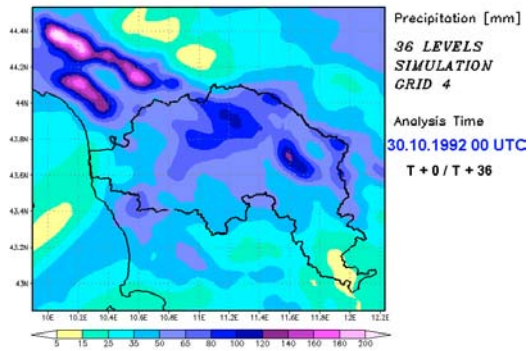 Precipitation [mm]
36 LEVELS
SIMULATION
GRID 4
Analysis Time
30.10.1992 00 UTC
T + 0 / T + 36
44.4N
44.2N
44N
43.8N
43.6N
43.4N
43.2N
43N
10E 10.2E 10.4E 10.6E 10.8E 11E 11.2E 11.4E 11.6E 11.8E 12E 12.2E
5 15 25 35 50 65 80 100 120 140 160 200